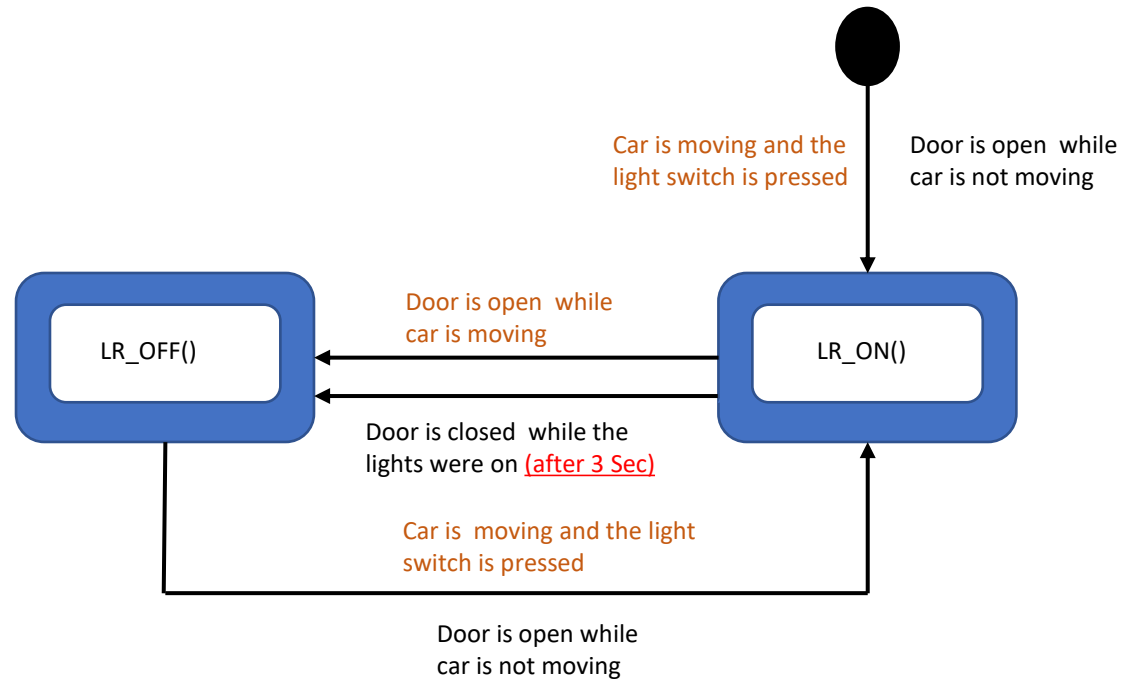 Car is moving and the
light switch is pressed
Door is open while
car is not moving
Door is open while
car is moving
LR_OFF()
LR_ON()
Door is closed while the
lights were on (after 3 Sec)
Car is moving and the light
switch is pressed
Door is open while
car is not moving